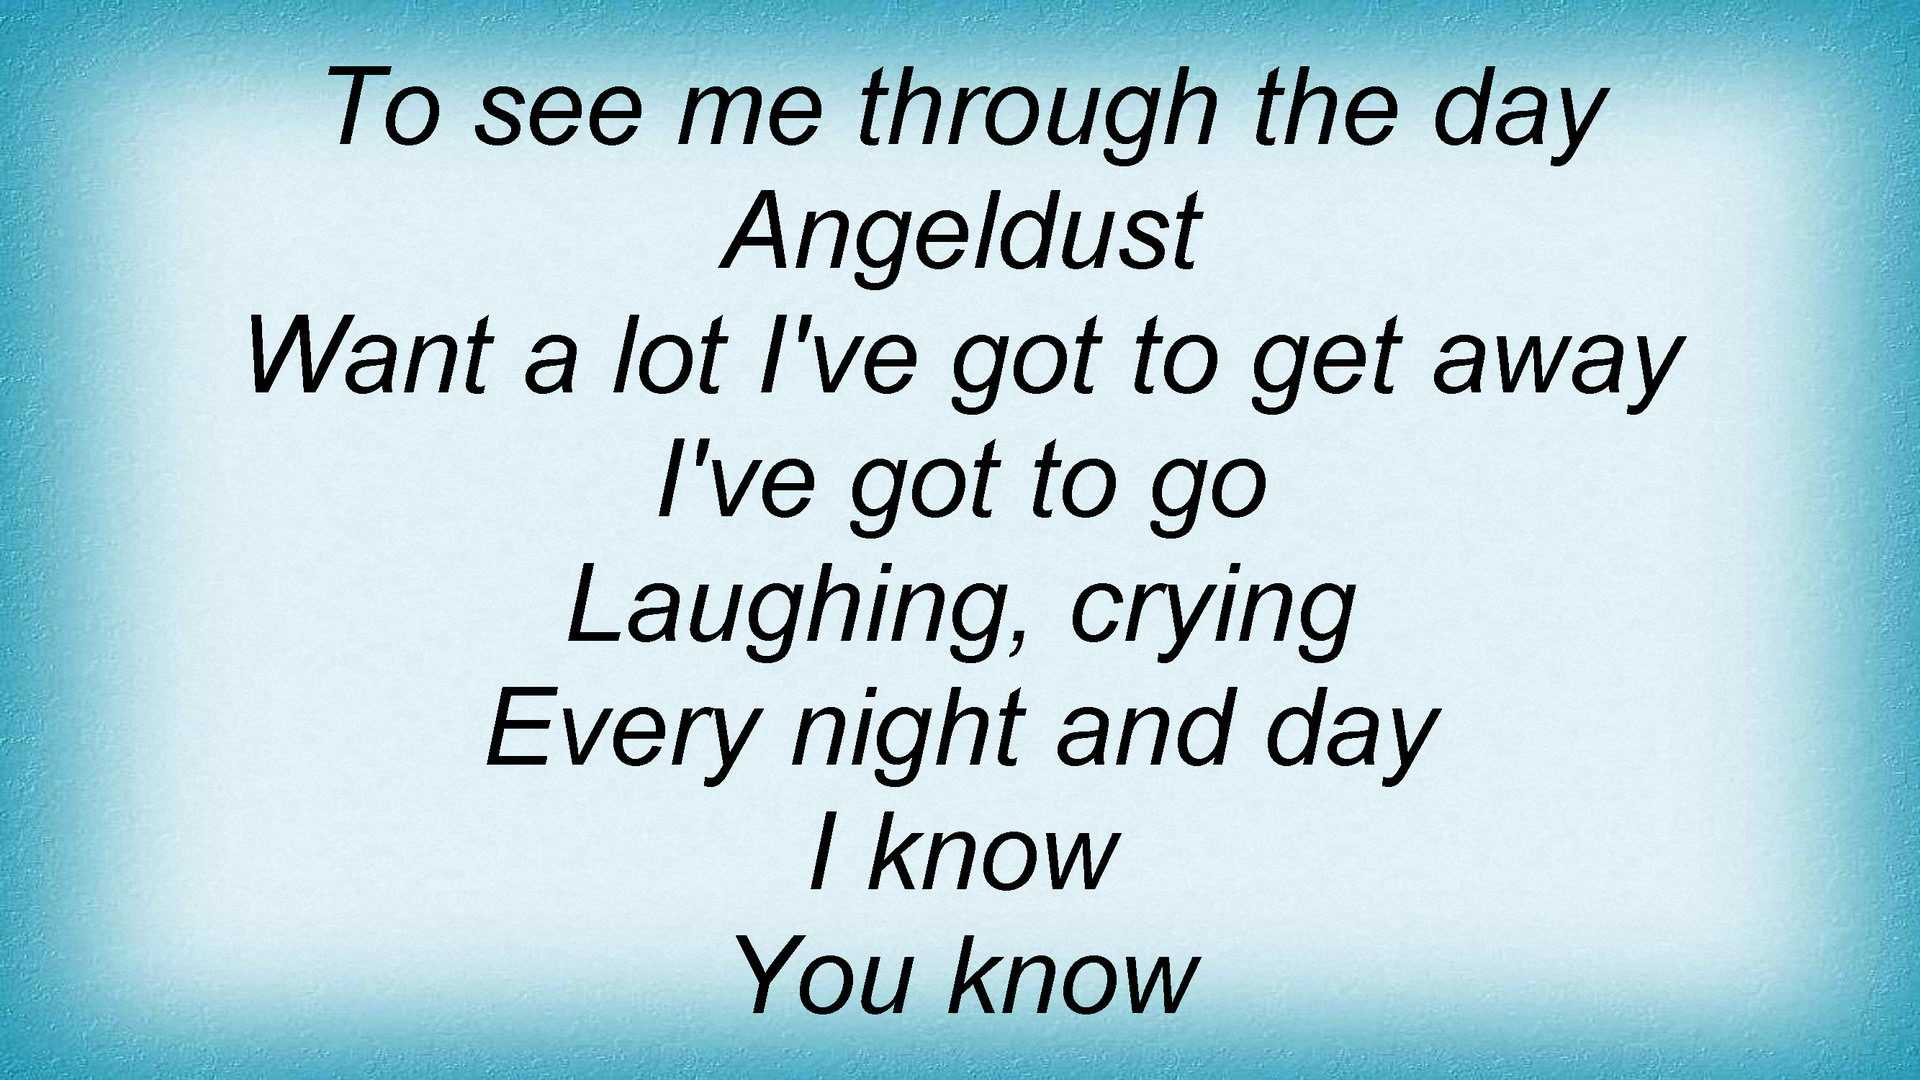 To see me through the day
Angeldust
Want a lot I've got to get away
I've got to go
Laughing, crying
Every night and day
I know
You know